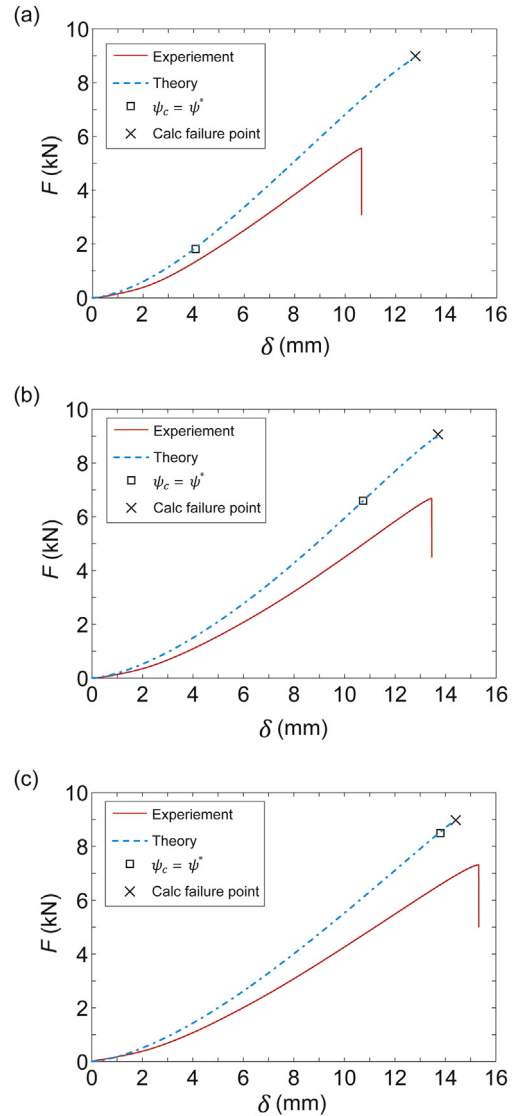 (a)
10
Experiement
Theory
ψc = ψ*
Calc failure point
8
6
4
2
0
F (kN)
0 2 4 6 8 10 12 14 16
δ (mm)
(b)
10
Experiement
Theory
ψc = ψ*
Calc failure point
8
6
4
2
0
F (kN)
0 2 4 6 8 10 12 14 16
δ (mm)
(c)
10
Experiement
Theory
ψc = ψ*
Calc failure point
8
6
4
2
0
F (kN)
0 2 4 6 8 10 12 14 16
δ (mm)